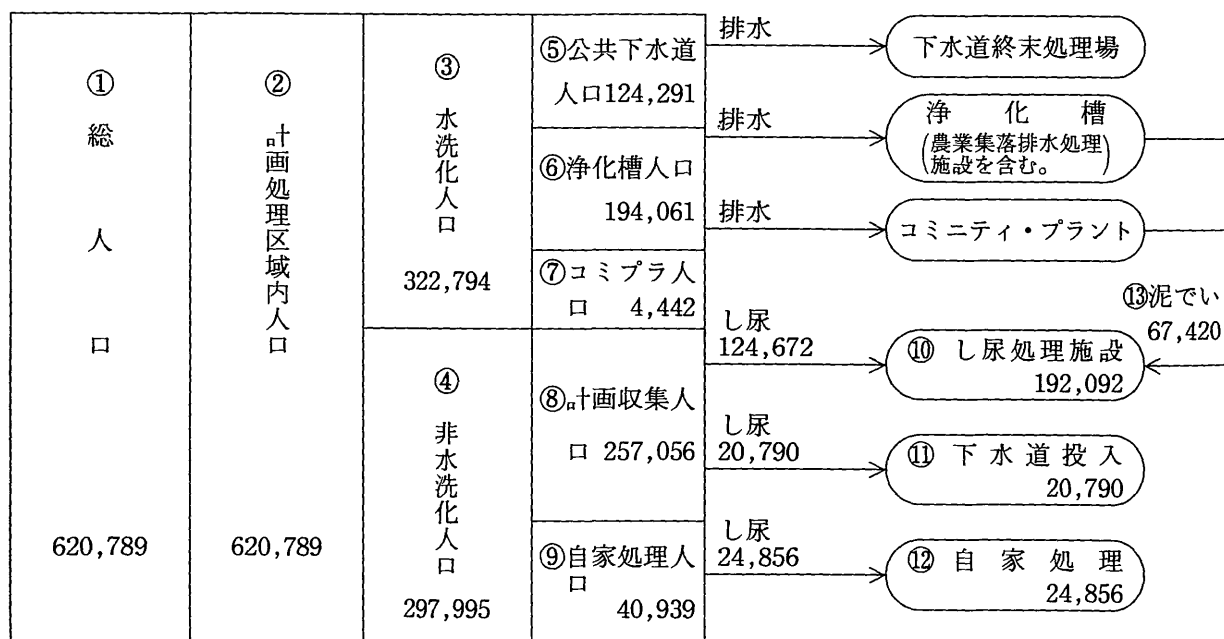 ①
総人口
620,789
②
計画処理区域内人口
620,789
③
水洗化人口
322,794
④
非水洗化人口
297,995
⑤公共下水道
人口124,291
⑥浄化槽人口
194,061
⑦コミプラ人
口 4,442
⑧計画収集人
口 257,056
⑨自家処理人
口
40,939
排水
下水道終末処理場
排水
浄化槽
(農業集落排水処理
施設を含む。)
排水
コミニティ・プラント
⑬泥でい
67,420
し尿
124,672
⑩ し尿処理施設
192,092
し尿
20,790
⑪ 下水道投入
20,790
し尿
24,856
⑫ 自家処理
24,856